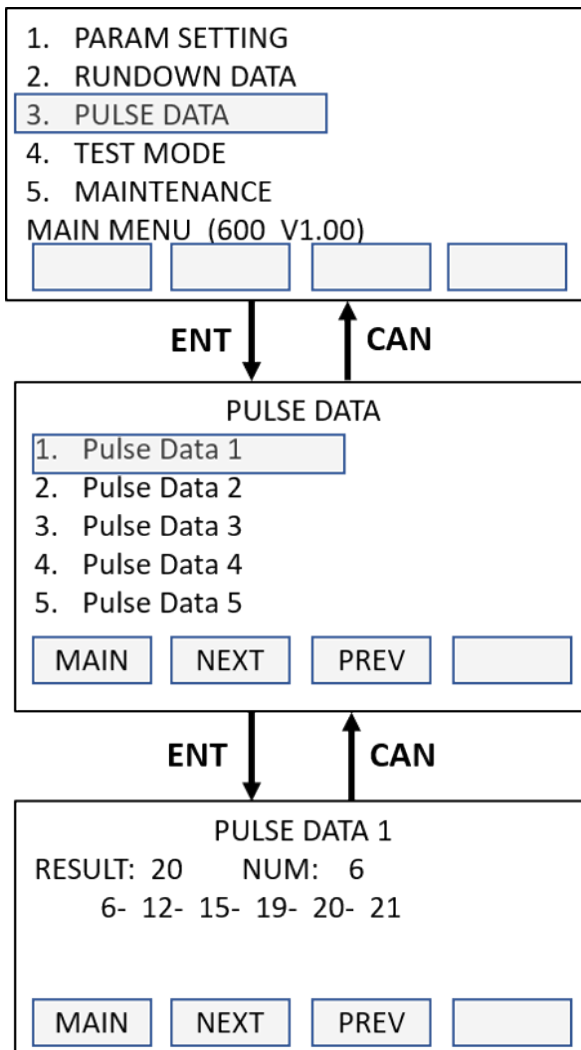 1. PARAM SETTING
2. RUNDOWN DATA
3. PULSE DATA
4. TEST MODE
5. MAINTENANCE
MAIN MENU (600 V1.00)
ENT CAN
PULSE DATA
1. Pulse Data 1
2. Pulse Data 2
3. Pulse Data 3
4. Pulse Data 4
5. Pulse Data 5
MAIN NEXT PREV
ENT CAN
PULSE DATA 1
RESULT: 20 NUM: 6
6- 12- 15- 19- 20- 21
MAIN NEXT PREV